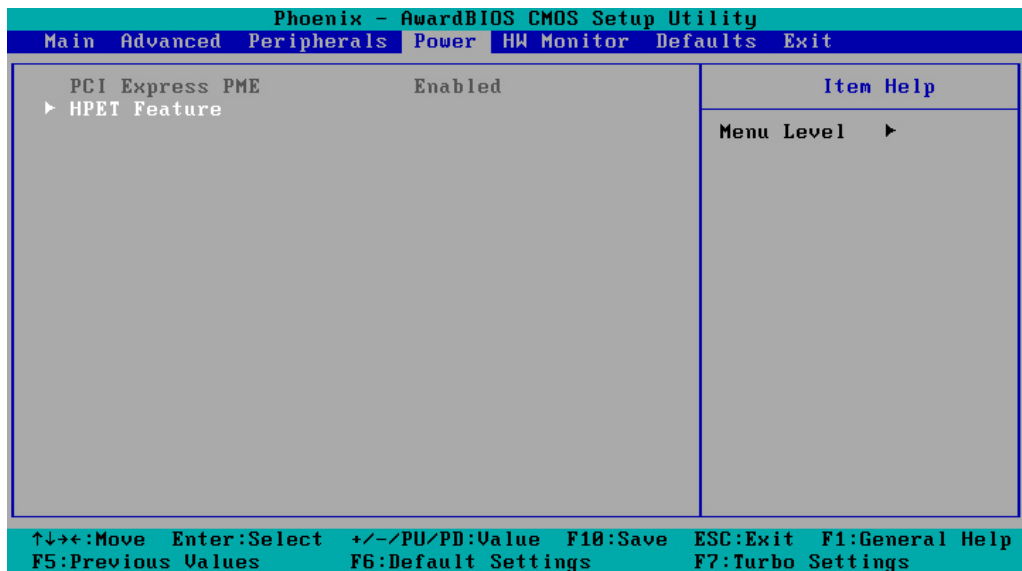 Phoenix - AwardBIOS CMOS Setup Utility
Main Advanced Peripherals Power HW Monitor Defaults Exit
PCI Express PME Enabled
► HPET Feature
Item Help
Menu Level ►
↑↓→←:Move Enter:Select +/-/PU/PD:Value F10:Save ESC:Exit F1:General Help
F5:Previous Values F6:Default Settings F7:Turbo Settings